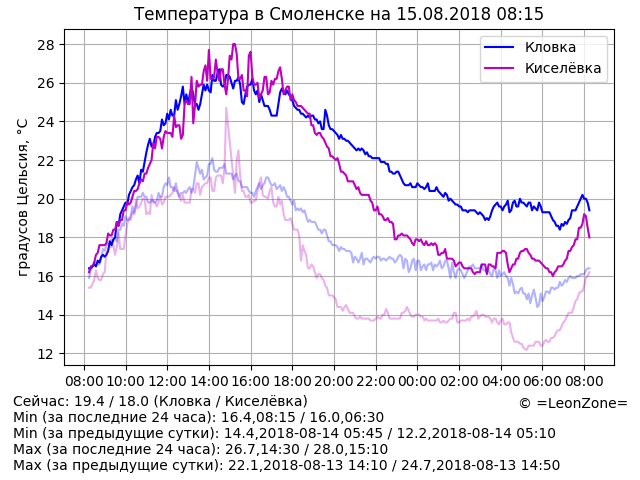 Температура в Смоленске на 15.08.2018 08:15
Кловка
Киселёвка
градусов Цельсия, °C
28
26
24
22
20
18
16
14
12
08:00 10:00 12:00 14:00 16:00 18:00 20:00 22:00 00:00 02:00 04:00 06:00 08:00
Сейчас: 19.4 / 18.0 (Кловка / Киселёвка)
© =LeonZone=
Min (за последние 24 часа): 16.4,08:15 / 16.0,06:30
Min (за предыдущие сутки): 14.4,2018-08-14 05:45 / 12.2,2018-08-14 05:10
Max (за последние 24 часа): 26.7,14:30 / 28.0,15:10
Max (за предыдущие сутки): 22.1,2018-08-13 14:10 / 24.7,2018-08-13 14:50